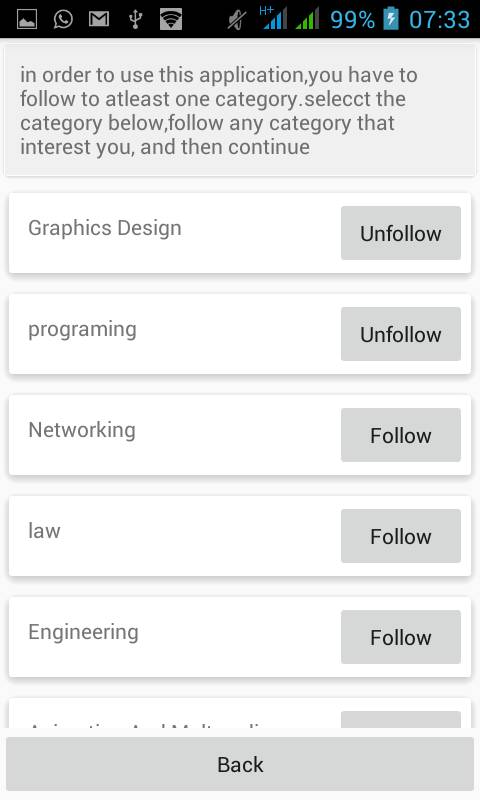 H+ 99% 07:33
in order to use this application,you have to
follow to atleast one category.selecct the
category below,follow any category that
interest you, and then continue
Graphics Design Unfollow
programing Unfollow
Networking Follow
law Follow
Engineering Follow
Back